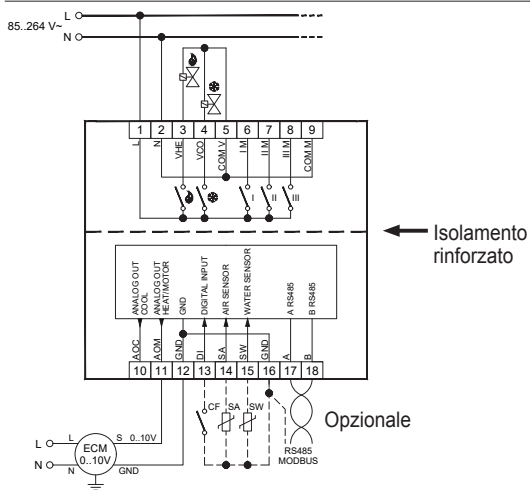 L
85..264 V~
N
1 2 3 4 5 6 7 8 9
L
N
VHE
VCO
COM V
I M
II M
III M
COM M
I
II
III
Isolamento
rinforzato
ANALOG OUT
COOL
ANALOG OUT
HEAT/MOTOR
GND
DIGITAL INPUT
AIR SENSOR
WATER SENSOR
A RS485
B RS485
AOC
AOM
GND
DI
SA
SW
GND
A
B
10 11 12 13 14 15 16 17 18
CF SA SW
Opzionale
RS485
MODBUS
L L S 0..10V
ECM
0..10V
N N GND